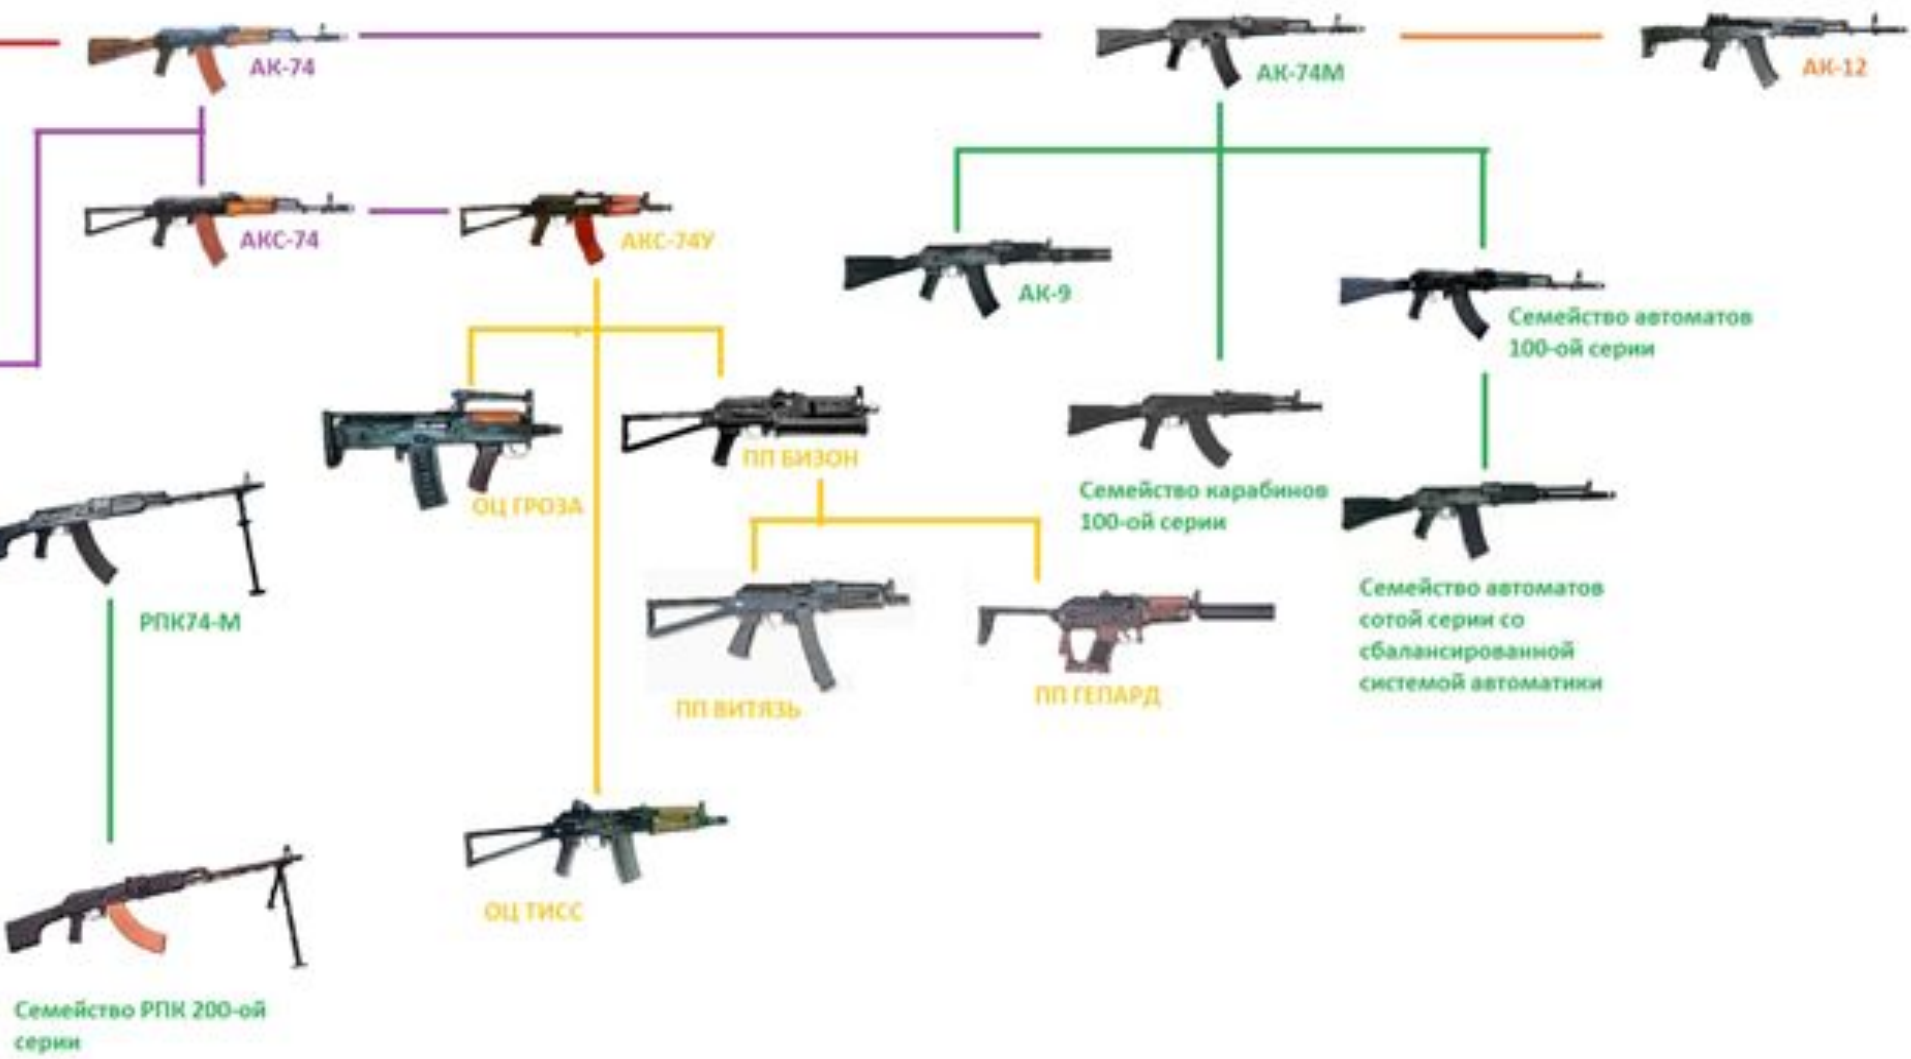 АК-74
АК-74М
АК-12
АКС-74
АКС-74У
АК-9
Семейство автоматов
100-ой серии
ПП БИЗОН
ОЦ ГРОЗА
Семейство карабинов
100-ой серии
РПК74-М
Семейство автоматов
сотой серии со
сбалансированной
системой автоматики
ПП ВИТЯЗЬ
ПП ГЕПАРД
ОЦ ТИСС
Семейство РПК 200-ой
серии